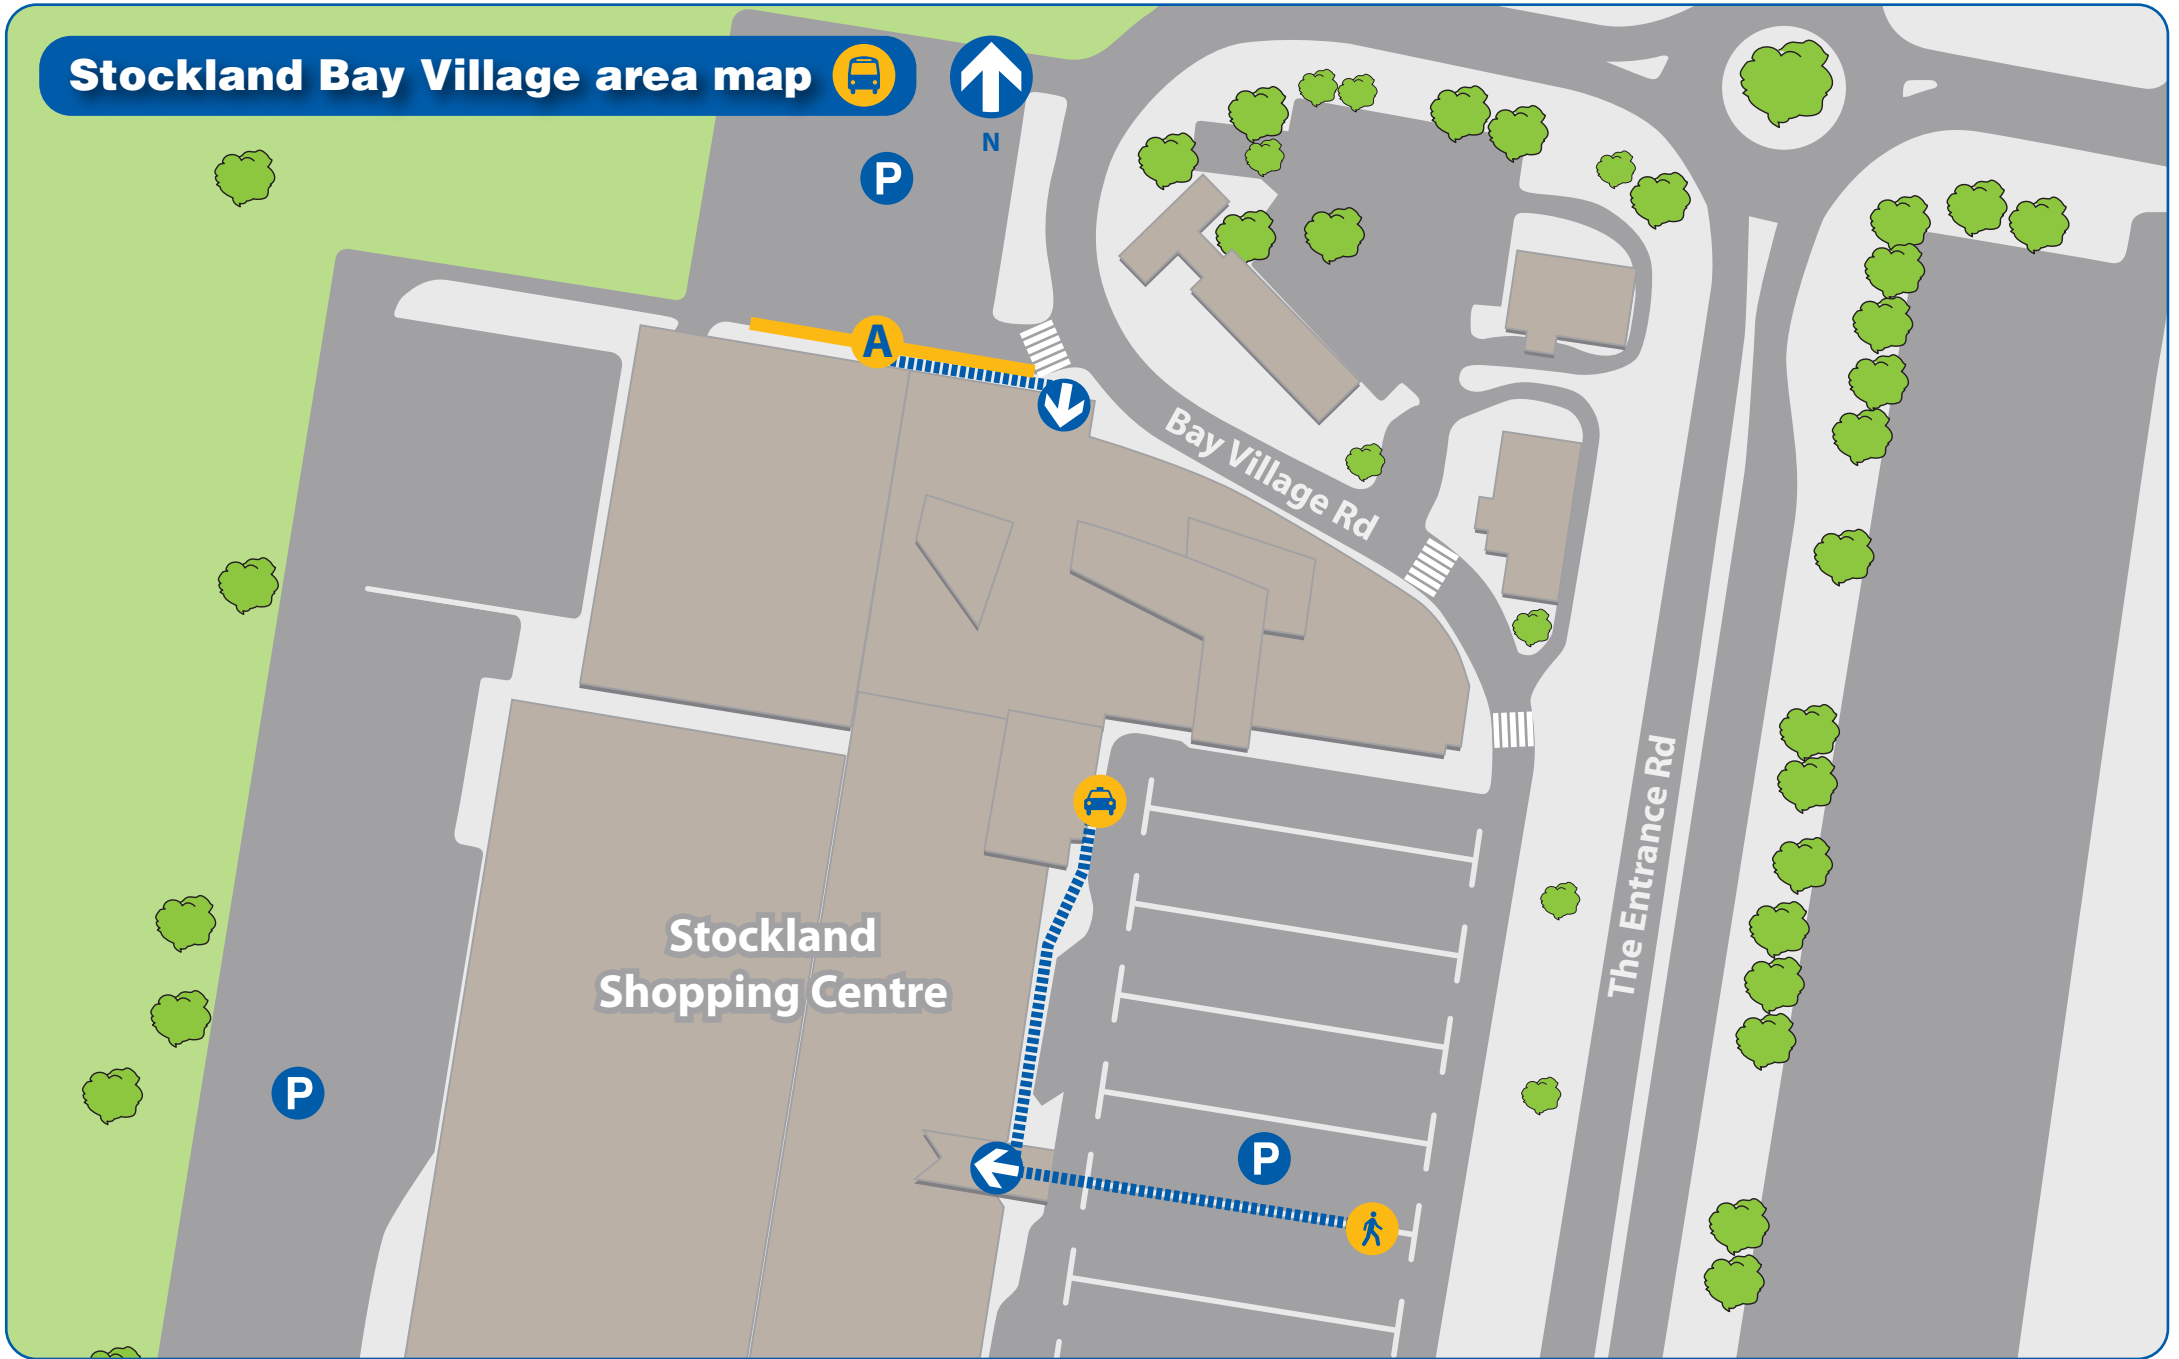 Stockland Bay Village area map
N
P
A
Bay Village Rd
The Entrance Rd
Stockland
Shopping Centre
P
P